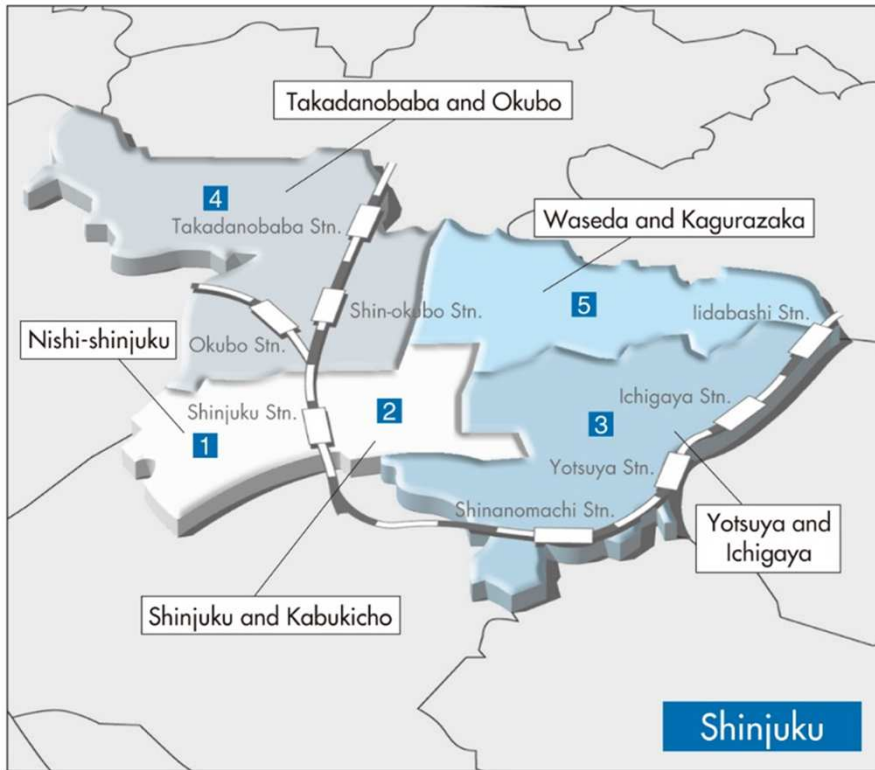 Takadanobaba and Okubo
4
Takadanobaba Stn.
Waseda and Kagurazaka
5
Shin-okubo Stn.
Iidabashi Stn.
Nishi-shinjuku
Okubo Stn.
Ichigaya Stn.
Shinjuku Stn.
2
3
1
Yotsuya Stn.
Shinanomachi Stn.
Yotsuya and
Ichigaya
Shinjuku and Kabukicho
Shinjuku